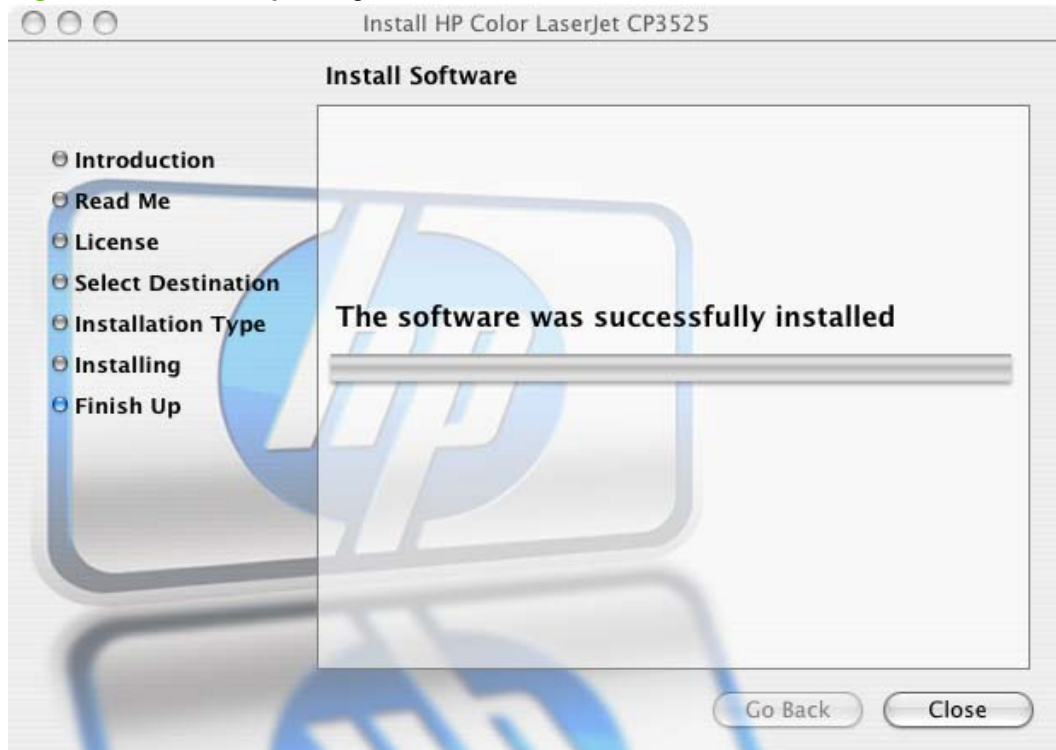 Install HP Color LaserJet CP3525
Install Software
Introduction
Read Me
License
Select Destination
Installation Type
Installing
Finish Up
The software was successfully installed
hp
Go Back
Close